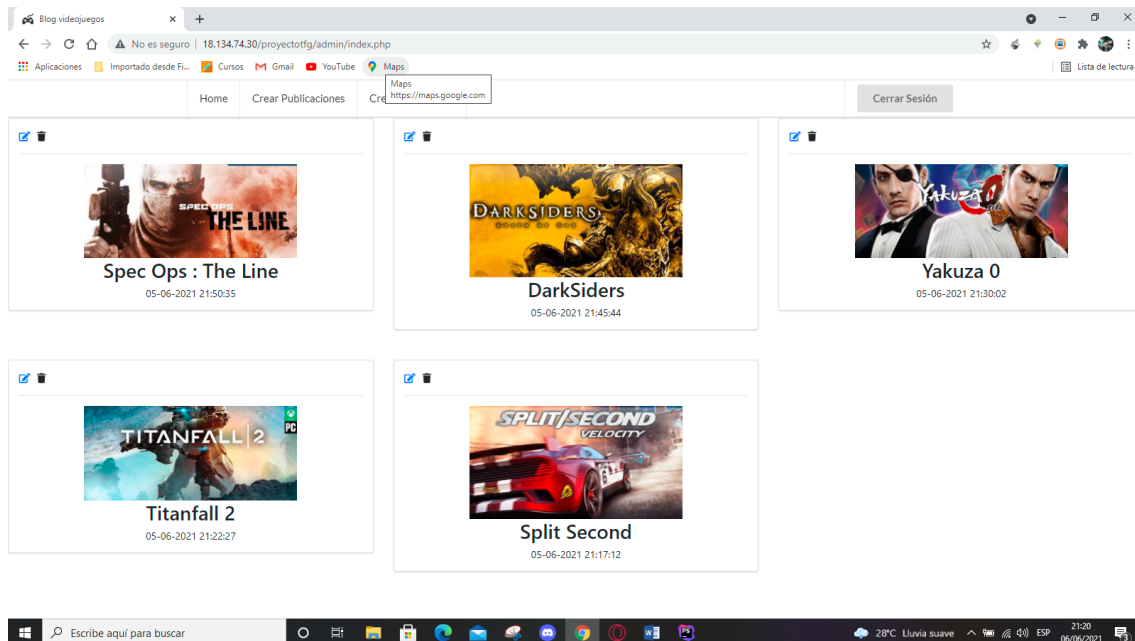 Blog videojuegos
No es seguro | 18.134.74.30/proyectotfg/admin/index.php
Aplicaciones Importado desde Fi... Cursos Gmail YouTube Maps Lista de lectura
Maps
https://maps.google.com
Home Crear Publicaciones Cre Cerrar Sesión
SPEC OPS
THE LINE
Spec Ops : The Line
05-06-2021 21:50:35
DARKSIDERS
DarkSiders
05-06-2021 21:45:44
YAKUZA 0
Yakuza 0
05-06-2021 21:30:02
TITANFALL 2
PC
Titanfall 2
05-06-2021 21:22:27
SPLIT/SECOND
VELOCITY
6
Split Second
05-06-2021 21:17:12
Escribe aquí para buscar
28°C Lluvia suave ESP 21:20
06/06/2021